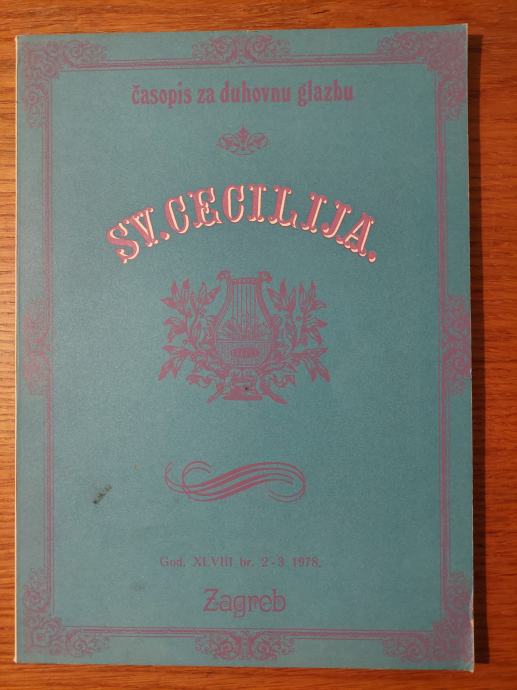 časopis za duhovnu glazbu
SV. CECILIJA.
God. XLVIII br. 2-3 1978.
Zagreb